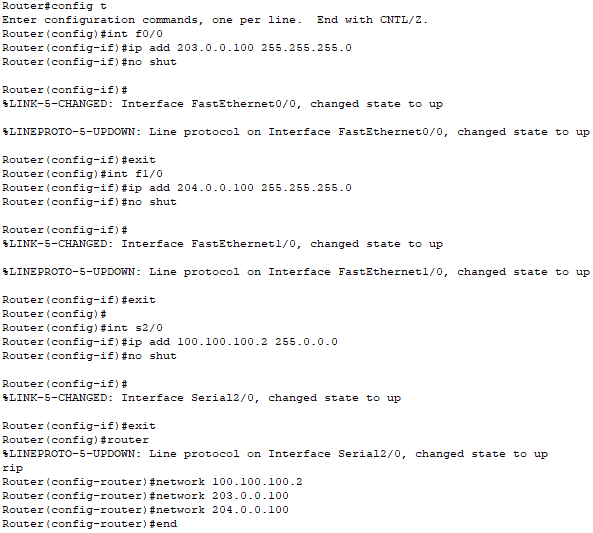 Router#config t
Enter configuration commands, one per line.  End with CNTL/Z.
Router(config)#int f0/0
Router(config-if)#ip add 203.0.0.100 255.255.255.0
Router(config-if)#no shut
Router(config-if)#
%LINK-5-CHANGED: Interface FastEthernet0/0, changed state to up
%LINEPROTO-5-UPDOWN: Line protocol on Interface FastEthernet0/0, changed state to up
Router(config-if)#exit
Router(config)#int f1/0
Router(config-if)#ip add 204.0.0.100 255.255.255.0
Router(config-if)#no shut
Router(config-if)#
%LINK-5-CHANGED: Interface FastEthernet1/0, changed state to up
%LINEPROTO-5-UPDOWN: Line protocol on Interface FastEthernet1/0, changed state to up
Router(config-if)#exit
Router(config)#
Router(config)#int s2/0
Router(config-if)#ip add 100.100.100.2 255.0.0.0
Router(config-if)#no shut
Router(config-if)#
%LINK-5-CHANGED: Interface Serial2/0, changed state to up
Router(config-if)#exit
Router(config)#router
%LINEPROTO-5-UPDOWN: Line protocol on Interface Serial2/0, changed state to up
rip
Router(config-router)#network 100.100.100.2
Router(config-router)#network 203.0.0.100
Router(config-router)#network 204.0.0.100
Router(config-router)#end